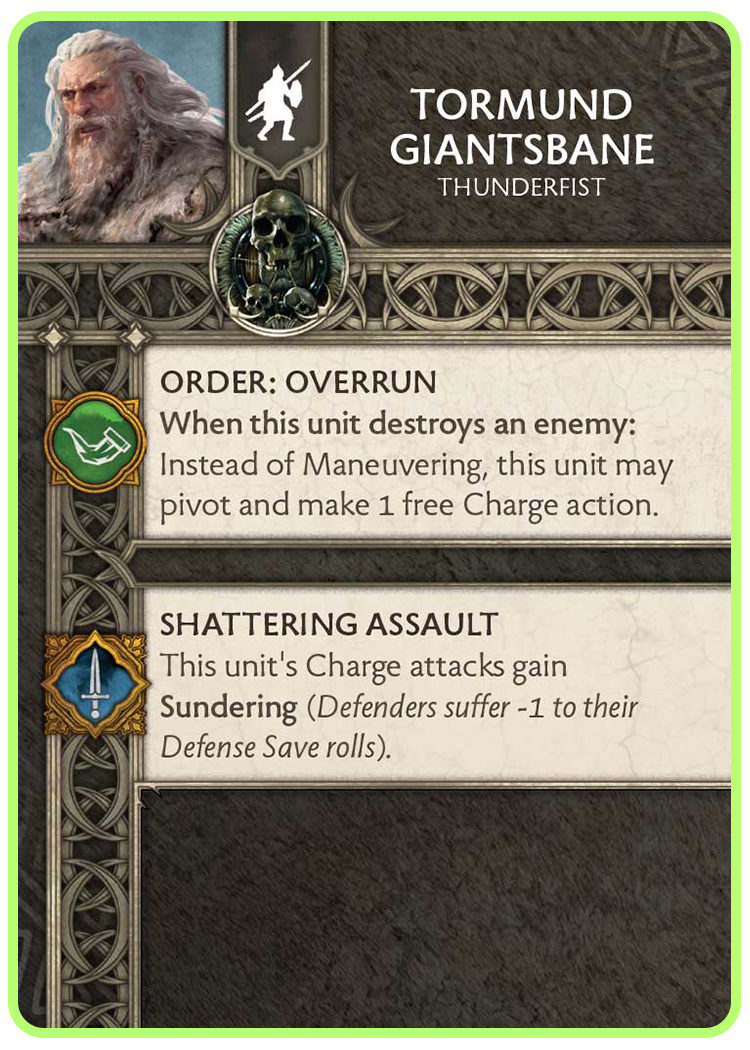 TORMUND
GIANTSBANE
THUNDERFIST
ORDER: OVERRUN
When this unit destroys an enemy:
Instead of Maneuvering, this unit may
pivot and make 1 free Charge action.
SHATTERING ASSAULT
This unit's Charge attacks gain
Sundering (Defenders suffer -1 to their
Defense Save rolls).